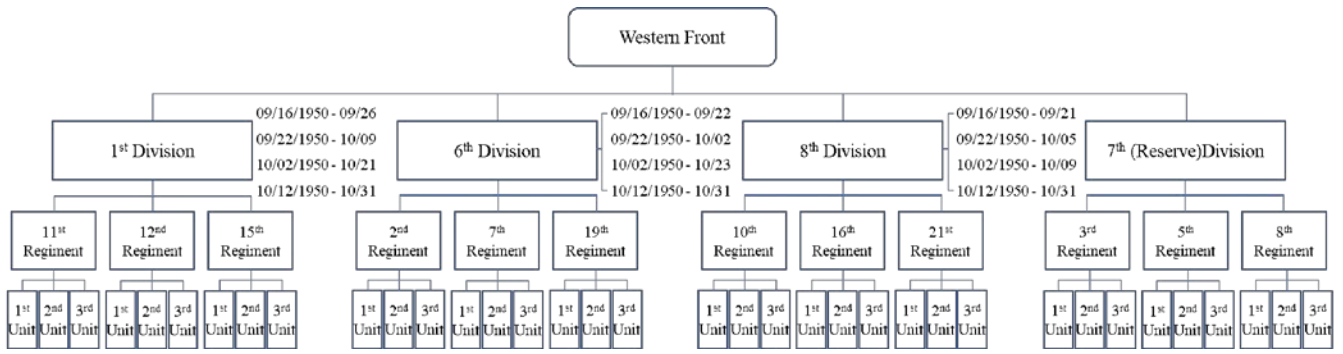 Western Front
1st Division
09/16/1950 - 09/26
09/22/1950 - 10/09
10/02/1950 - 10/21
10/12/1950 - 10/31
6th Division
09/16/1950 - 09/22
09/22/1950 - 10/02
10/02/1950 - 10/23
10/12/1950 - 10/31
8th Division
09/16/1950 - 09/21
09/22/1950 - 10/05
10/02/1950 - 10/09
10/12/1950 - 10/31
7th (Reserve)Division
11st
Regiment
12nd
Regiment
15th
Regiment
2nd
Regiment
7th
Regiment
19th
Regiment
10th
Regiment
16th
Regiment
21st
Regiment
3rd
Regiment
5th
Regiment
8th
Regiment
1st
Unit
2nd
Unit
3rd
Unit
1st
Unit
2nd
Unit
3rd
Unit
1st
Unit
2nd
Unit
3rd
Unit
1st
Unit
2nd
Unit
3rd
Unit
1st
Unit
2nd
Unit
3rd
Unit
1st
Unit
2nd
Unit
3rd
Unit
1st
Unit
2nd
Unit
3rd
Unit
1st
Unit
2nd
Unit
3rd
Unit
1st
Unit
2nd
Unit
3rd
Unit
1st
Unit
2nd
Unit
3rd
Unit
1st
Unit
2nd
Unit
3rd
Unit
1st
Unit
2nd
Unit
3rd
Unit